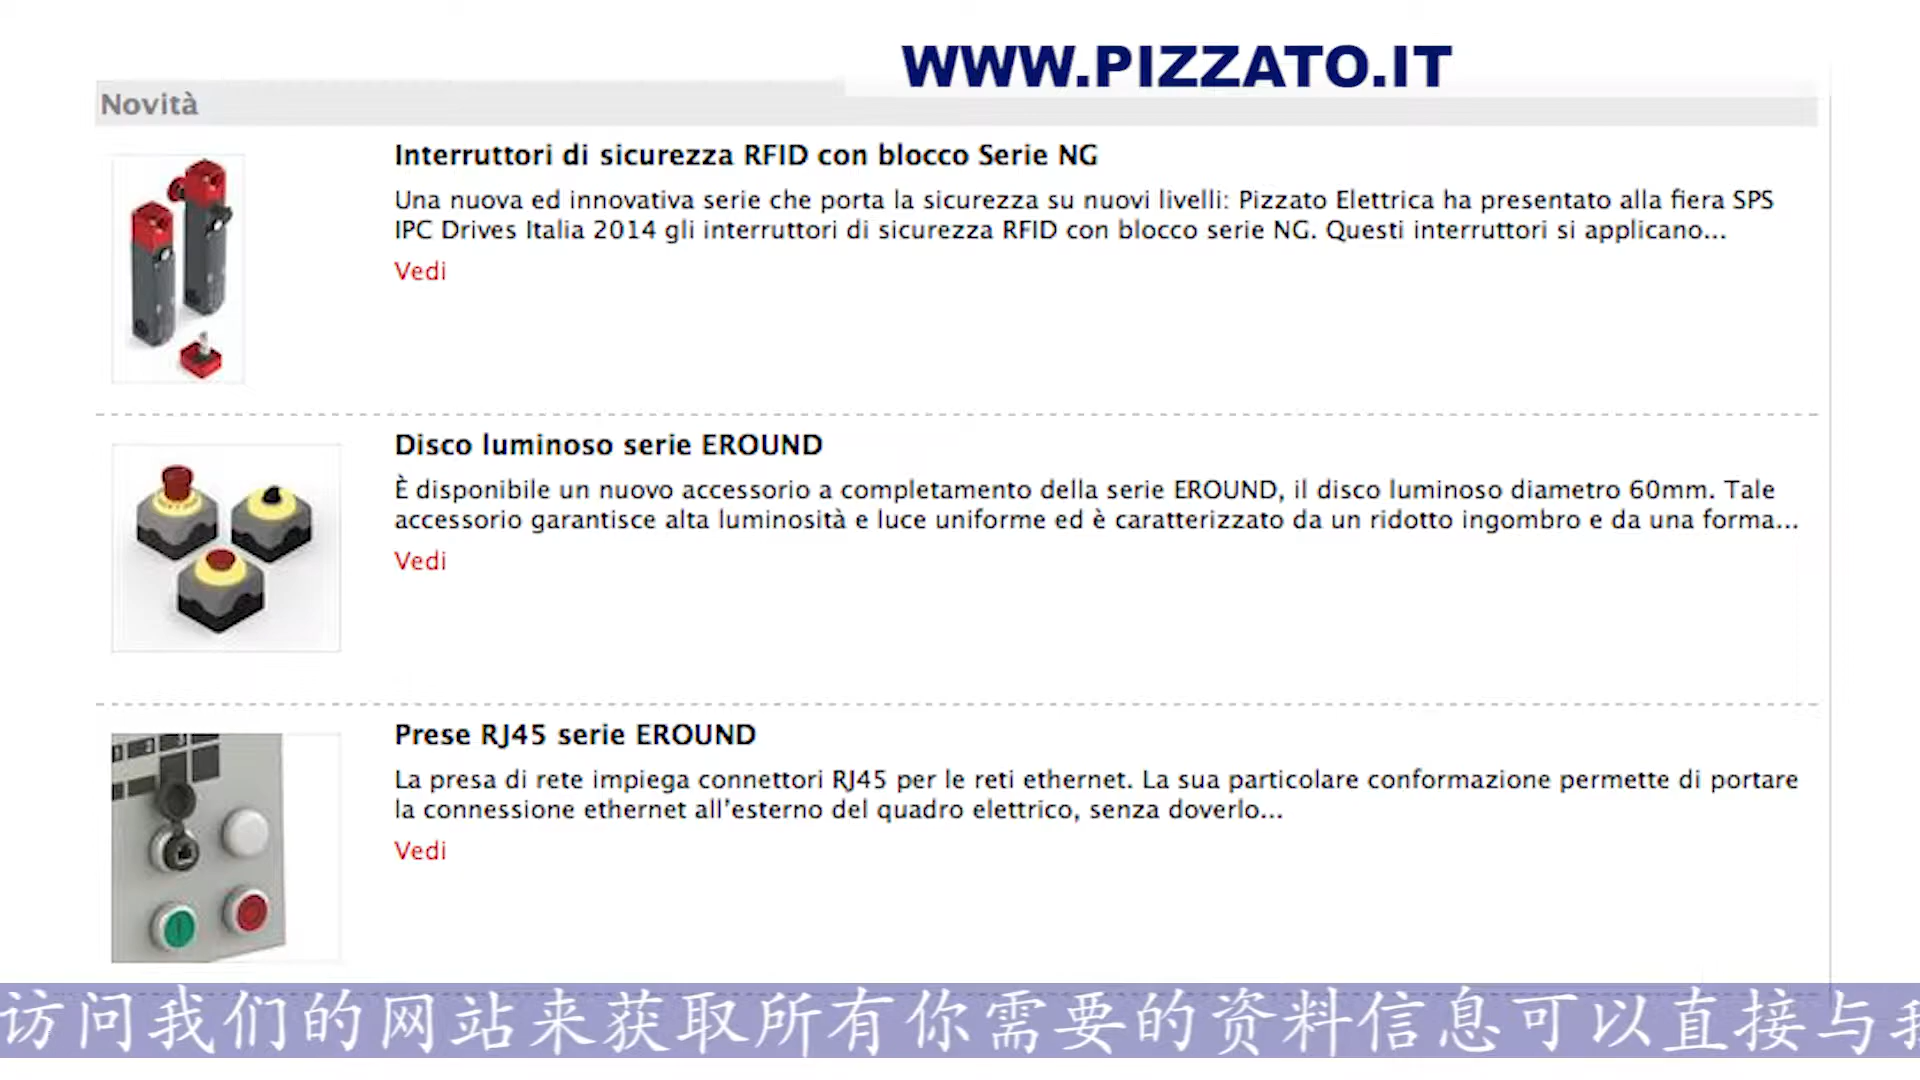 WWW.PIZZATO.IT
Novità
Interruttori di sicurezza RFID con blocco Serie NG
Una nuova ed innovativa serie che porta la sicurezza su nuovi livelli: Pizzato Elettrica ha presentato alla fiera SPS
IPC Drives Italia 2014 gli interruttori di sicurezza RFID con blocco serie NG. Questi interruttori si applicano...
Vedi
Disco luminoso serie EROUND
È disponibile un nuovo accessorio a completamento della serie EROUND, il disco luminoso diametro 60mm. Tale
accessorio garantisce alta luminosità e luce uniforme ed è caratterizzato da un ridotto ingombro e da una forma...
Vedi
Prese RJ45 serie EROUND
La presa di rete impiega connettori RJ45 per le reti ethernet. La sua particolare conformazione permette di portare
la connessione ethernet all'esterno del quadro elettrico, senza doverlo...
Vedi
访问我们的网站来获取所有你需要的资料信息可以直接与